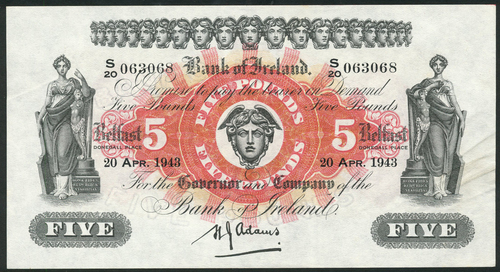 S/20 063068 Bank of Ireland. S/20 063068
I Promise to pay the Bearer on Demand
Five Pounds FIVE POUNDS Five Pounds
Belfast 5 5 Belfast
DONEGALL PLACE DONEGALL PLACE
20 APR. 1943 FIVE POUNDS 20 APR. 1943
For the Governor and Company of the
Bank of Ireland.
H J Adams
FIVE FIVE